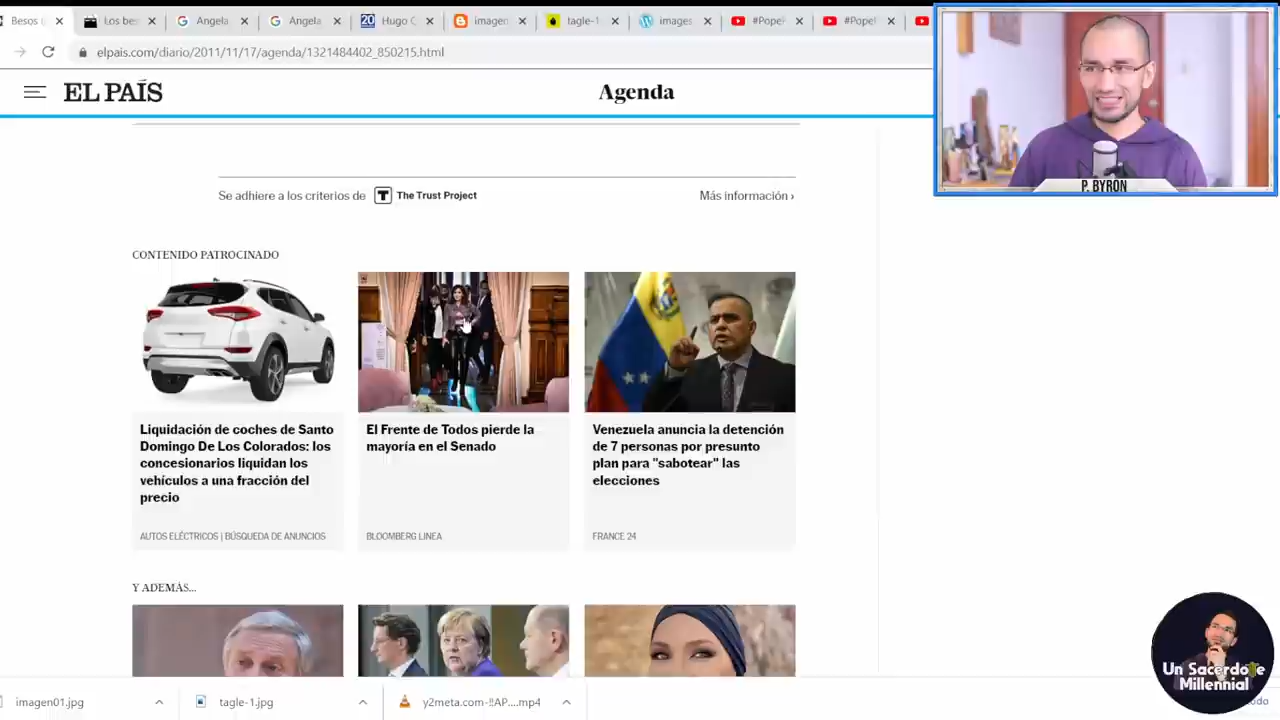 Besos
Los bes
Angela
Angela
Hugo C
imagen
tagle-1
images
#PopeF
#Popel
elpais.com/diario/2011/11/17/agenda/1321484402_850215.html
EL PAÍS
Agenda
P. BYRON
Se adhiere a los criterios de
T The Trust Project
Más información ›
CONTENIDO PATROCINADO
Liquidación de coches de Santo
Domingo De Los Colorados: los
concesionarios liquidan los
vehículos a una fracción del
precio
AUTOS ELÉCTRICOS | BÚSQUEDA DE ANUNCIOS
El Frente de Todos pierde la
mayoría en el Senado
BLOOMBERG LINEA
Venezuela anuncia la detención
de 7 personas por presunto
plan para "sabotear" las
elecciones
FRANCE 24
Y ADEMÁS...
Un Sacerdote
Millennial
imagen01.jpg
tagle-1.jpg
y2meta.com-!!AP....mp4